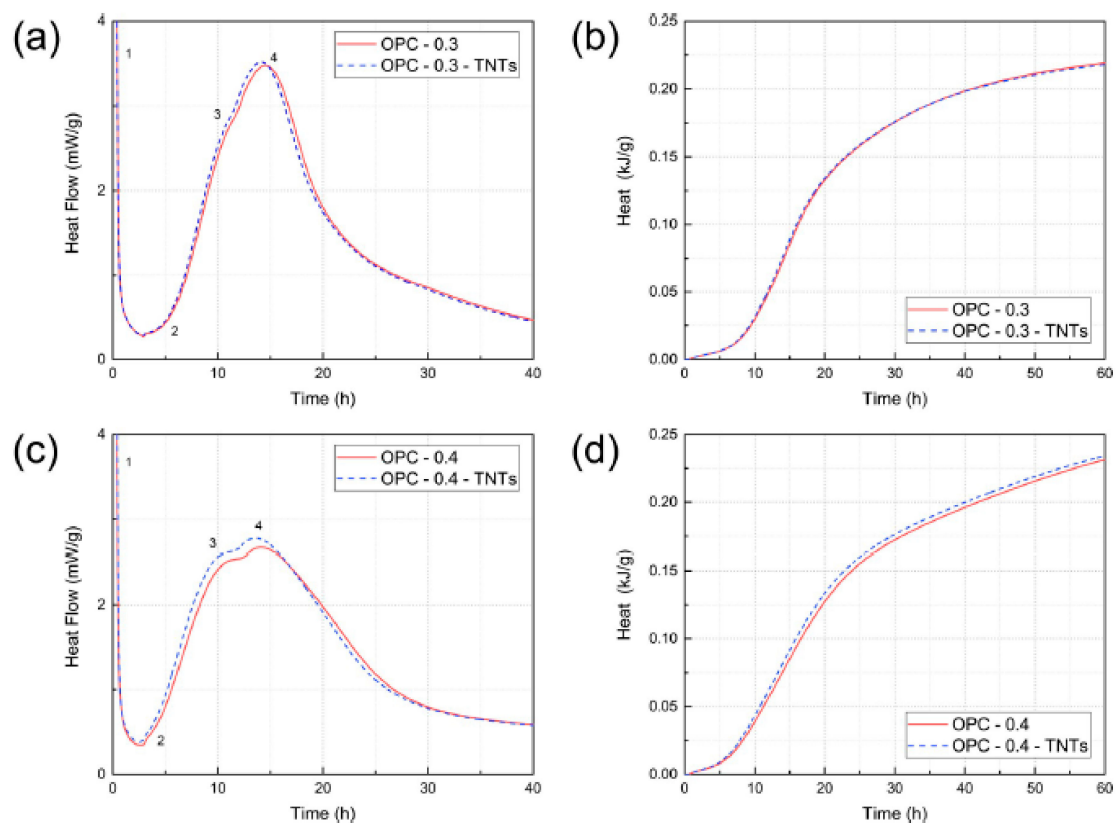 (a)
4
2
0
Heat Flow (mW/g)
1
2
3
4
OPC - 0.3
OPC - 0.3 - TNTs
0 10 20 30 40
Time (h)
(b)
0.25
0.20
0.15
0.10
0.05
0.00
Heat (kJ/g)
OPC - 0.3
OPC - 0.3 - TNTs
0 10 20 30 40 50 60
Time (h)
(c)
4
2
0
Heat Flow (mW/g)
1
2
3
4
OPC - 0.4
OPC - 0.4 - TNTs
0 10 20 30 40
Time (h)
(d)
0.25
0.20
0.15
0.10
0.05
0.00
Heat (kJ/g)
OPC - 0.4
OPC - 0.4 - TNTs
0 10 20 30 40 50 60
Time (h)